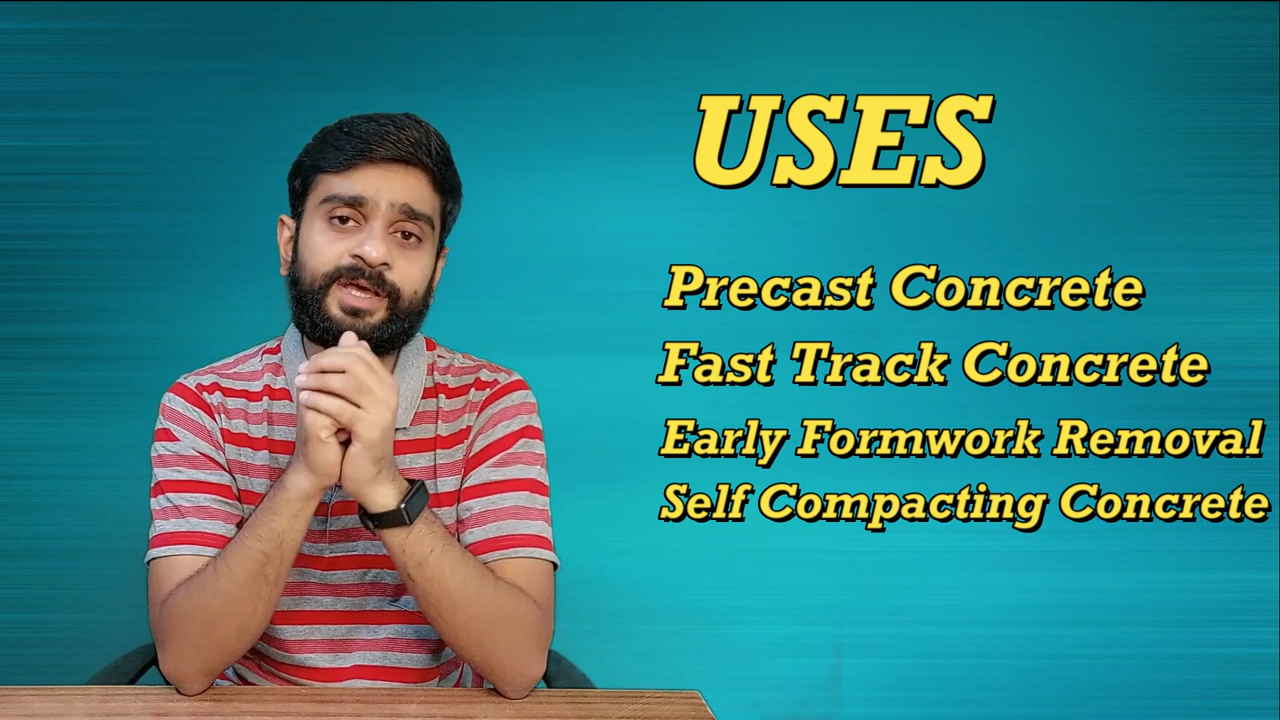 USES
Precast Concrete
Fast Track Concrete
Early Formwork Removal
Self Compacting Concrete